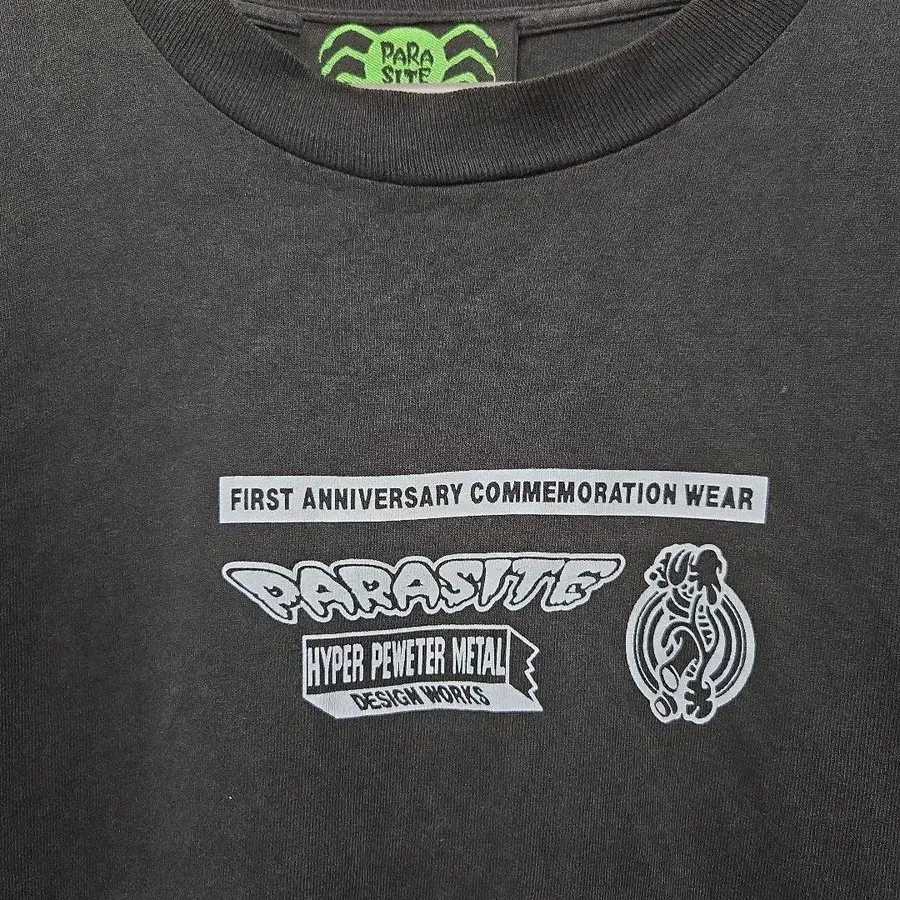 PARA
SITE
FIRST ANNIVERSARY COMMEMORATION WEAR
PARASITE
HYPER PEWETER METAL
DESIGN WORKS